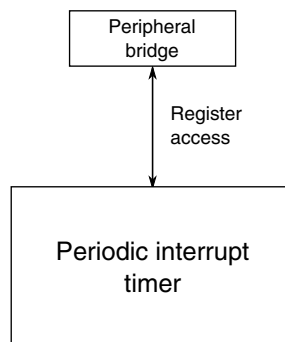 Peripheral
bridge
Register
access
Periodic interrupt
timer